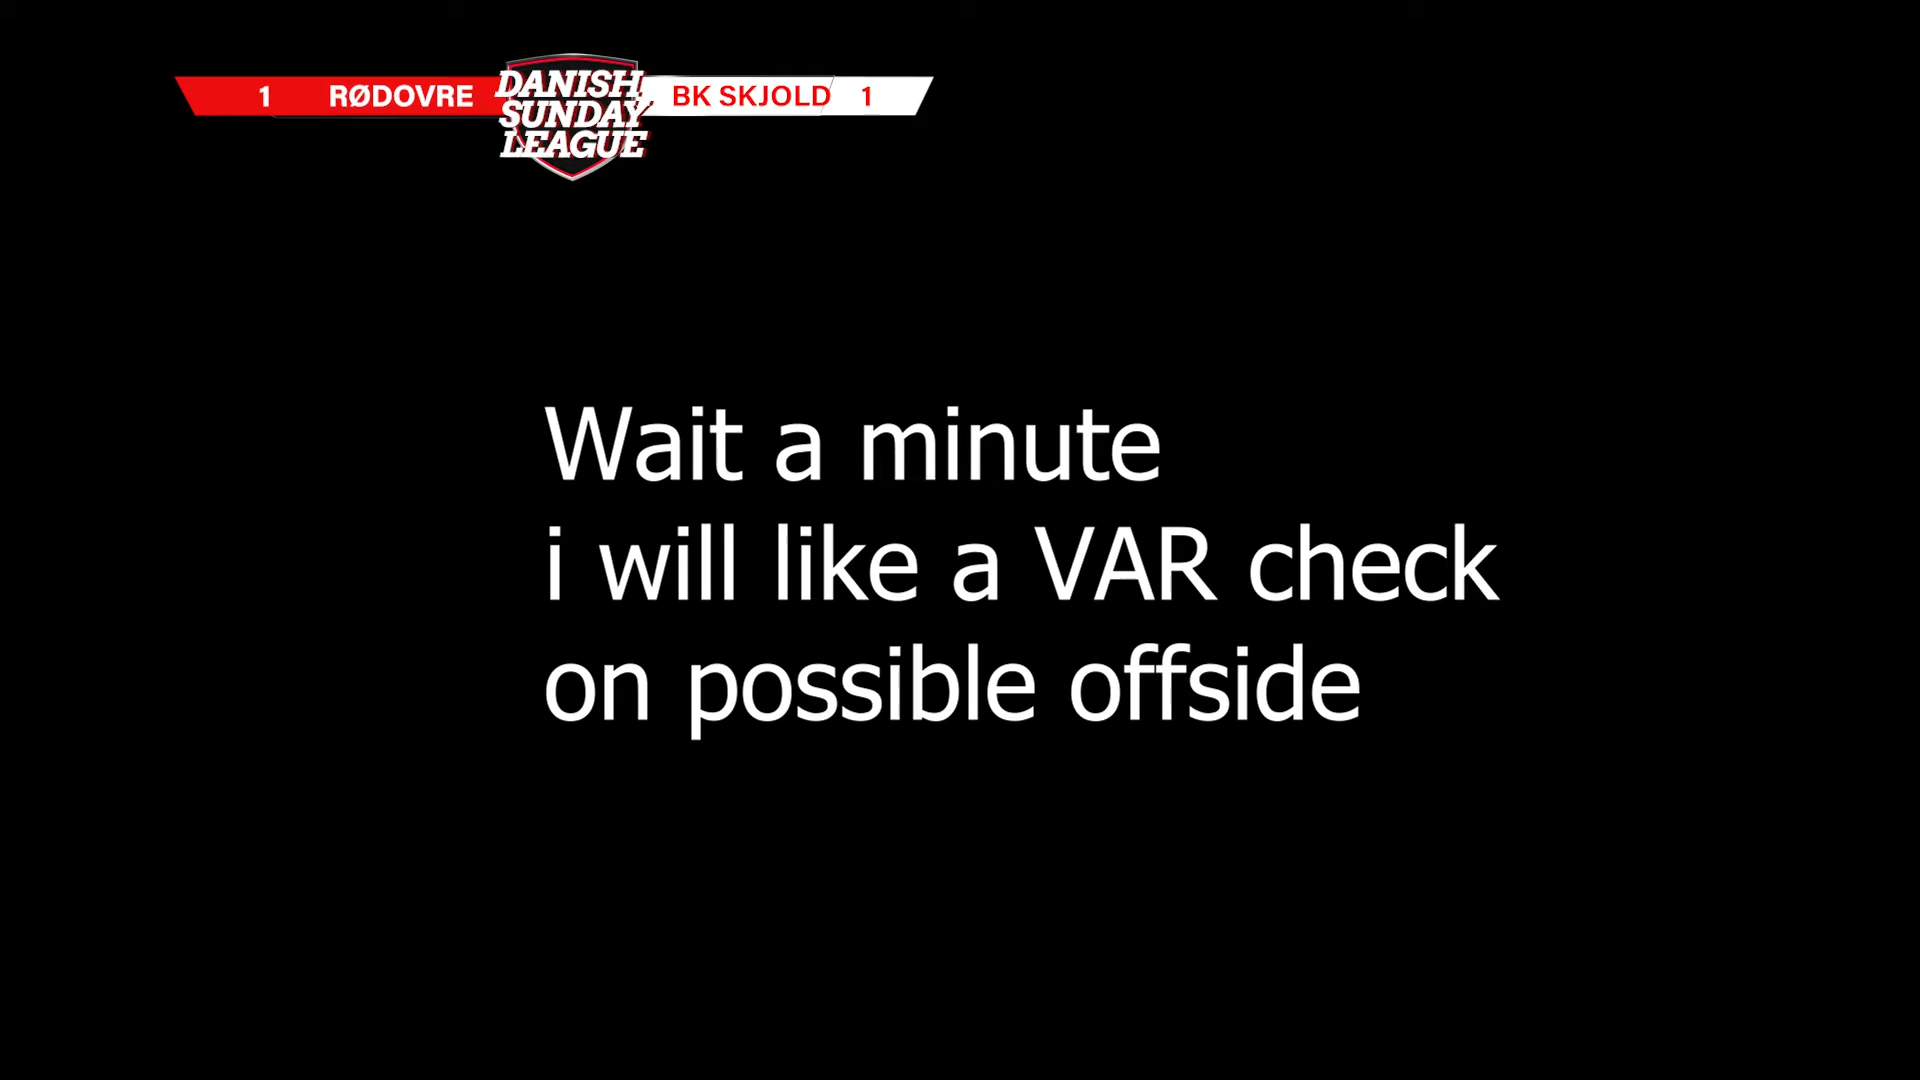 1 RØDOVRE
DANISH
SUNDAY
LEAGUE
BK SKJOLD 1
Wait a minute
i will like a VAR check
on possible offside